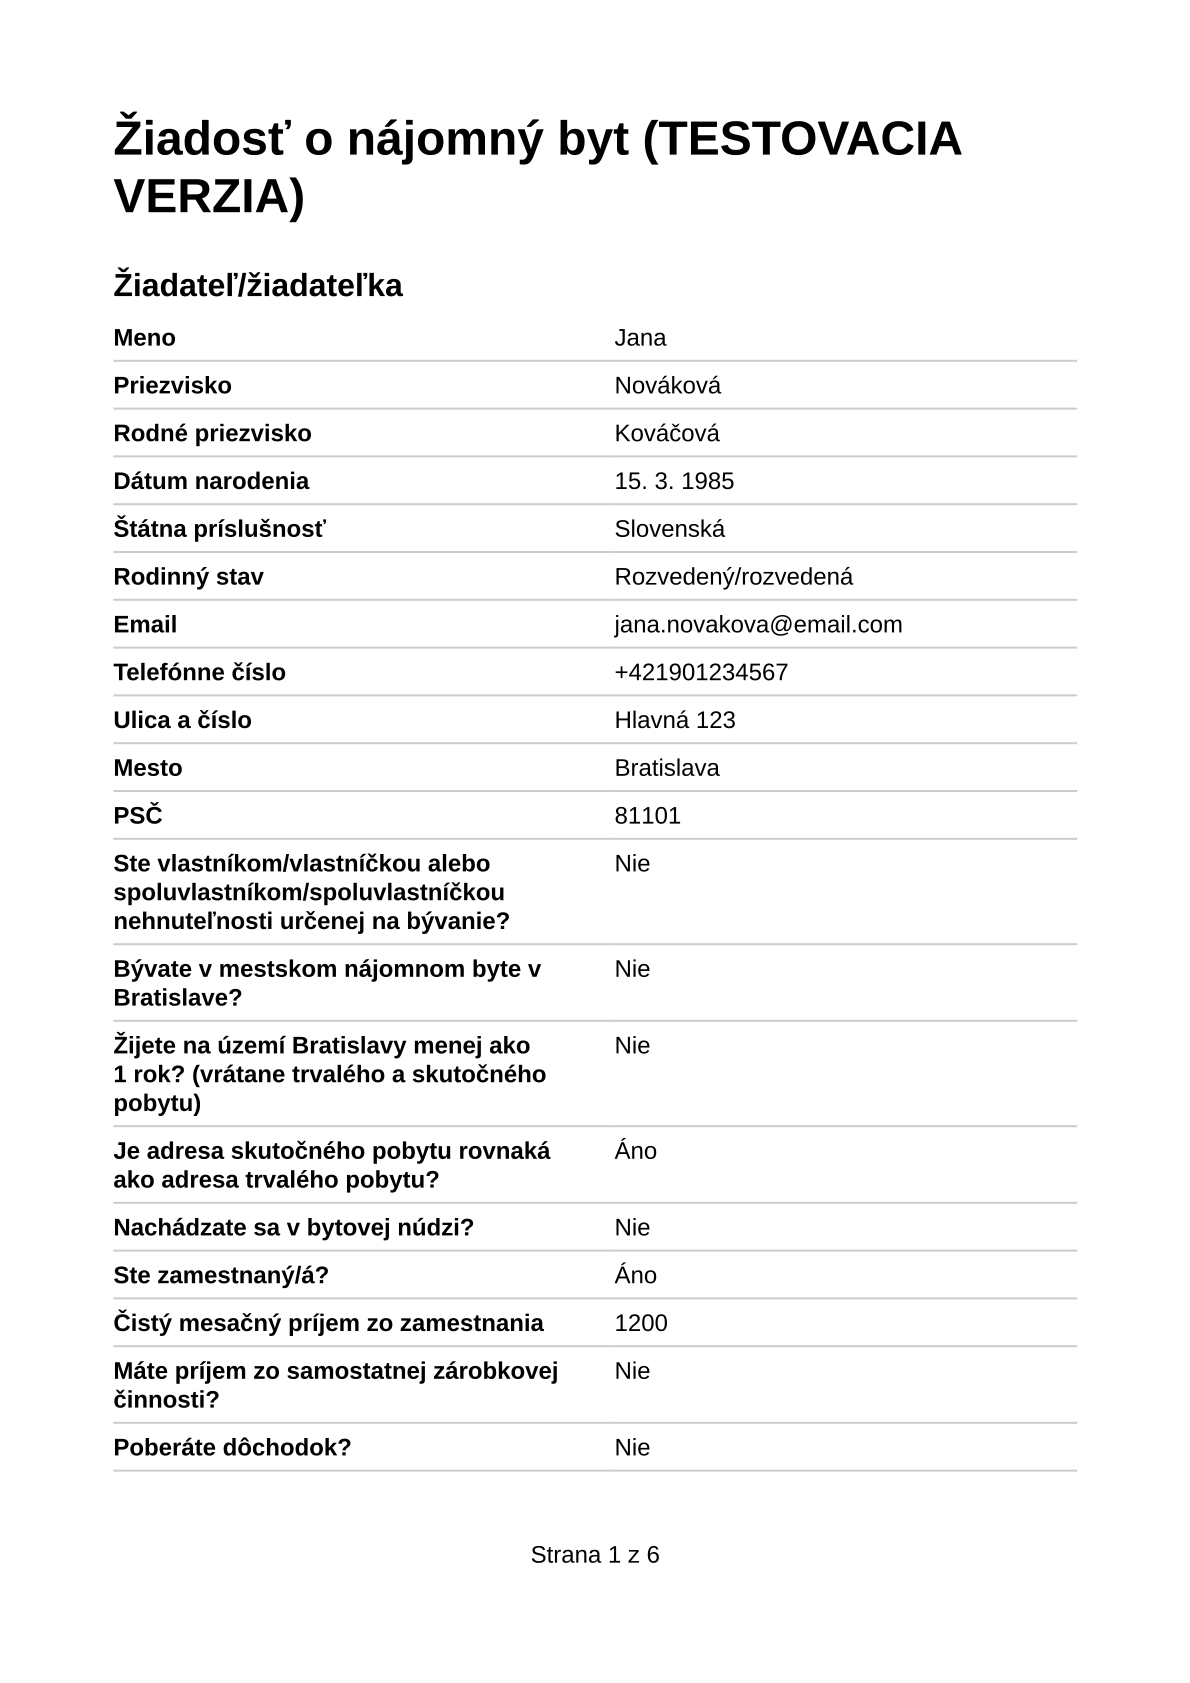 Žiadosť o nájomný byt (TESTOVACIA
VERZIA)
Žiadateľ/žiadateľka
Meno Jana
Priezvisko Nováková
Rodné priezvisko Kováčová
Dátum narodenia 15. 3. 1985
Štátna príslušnosť Slovenská
Rodinný stav Rozvedený/rozvedená
Email jana.novakova@email.com
Telefónne číslo +421901234567
Ulica a číslo Hlavná 123
Mesto Bratislava
PSČ 81101
Ste vlastníkom/vlastníčkou alebo Nie
spoluvlastníkom/spoluvlastníčkou
nehnuteľnosti určenej na bývanie?
Bývate v mestskom nájomnom byte v Nie
Bratislave?
Žijete na území Bratislavy menej ako Nie
1 rok? (vrátane trvalého a skutočného
pobytu)
Je adresa skutočného pobytu rovnaká Áno
ako adresa trvalého pobytu?
Nachádzate sa v bytovej núdzi? Nie
Ste zamestnaný/á? Áno
Čistý mesačný príjem zo zamestnania 1200
Máte príjem zo samostatnej zárobkovej Nie
činnosti?
Poberáte dôchodok? Nie
Strana 1 z 6